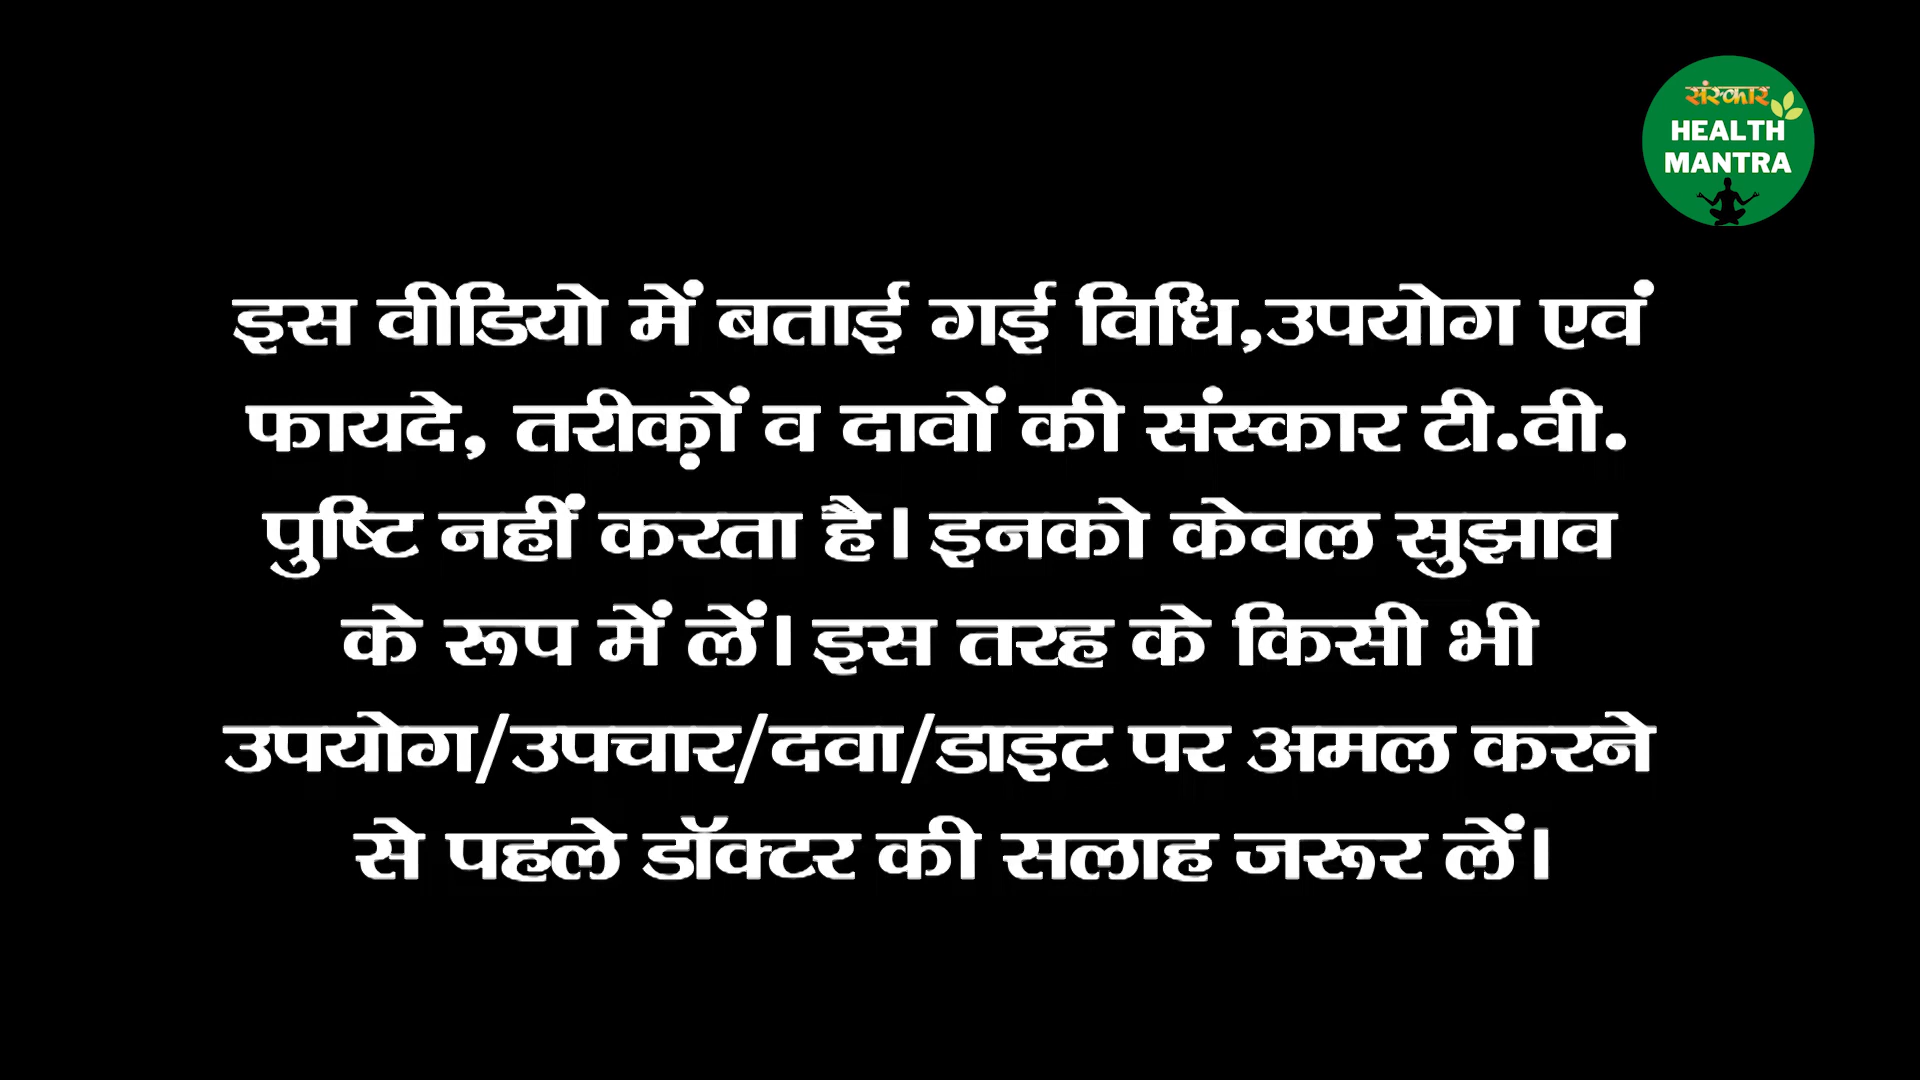 संस्कार
HEALTH
MANTRA
इस वीडियो में बताई गई विधि,उपयोग एवं
फायदे, तरीक़ों व दावों की संस्कार टी.वी.
पुष्टि नहीं करता है। इनको केवल सुझाव
के रूप में लें। इस तरह के किसी भी
उपयोग/उपचार/दवा/डाइट पर अमल करने
से पहले डॉक्टर की सलाह जरूर लें।